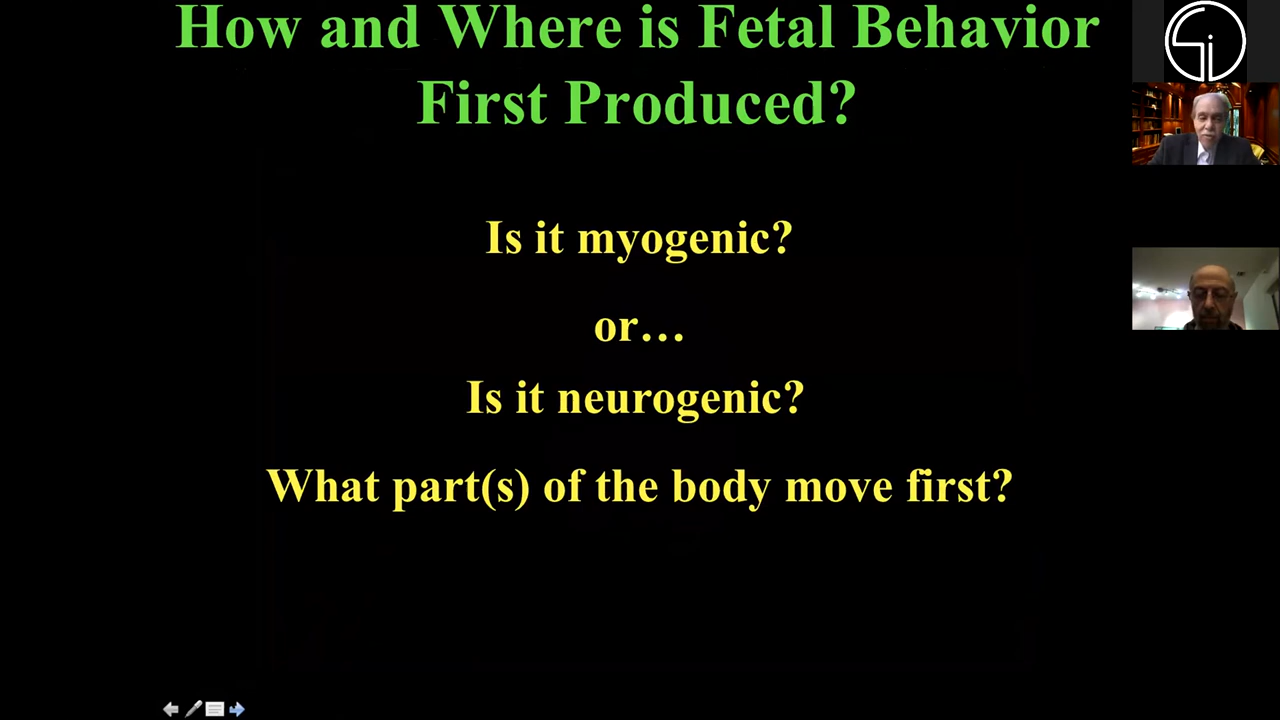 How and Where is Fetal Behavior
First Produced?
Is it myogenic?
or…
Is it neurogenic?
What part(s) of the body move first?